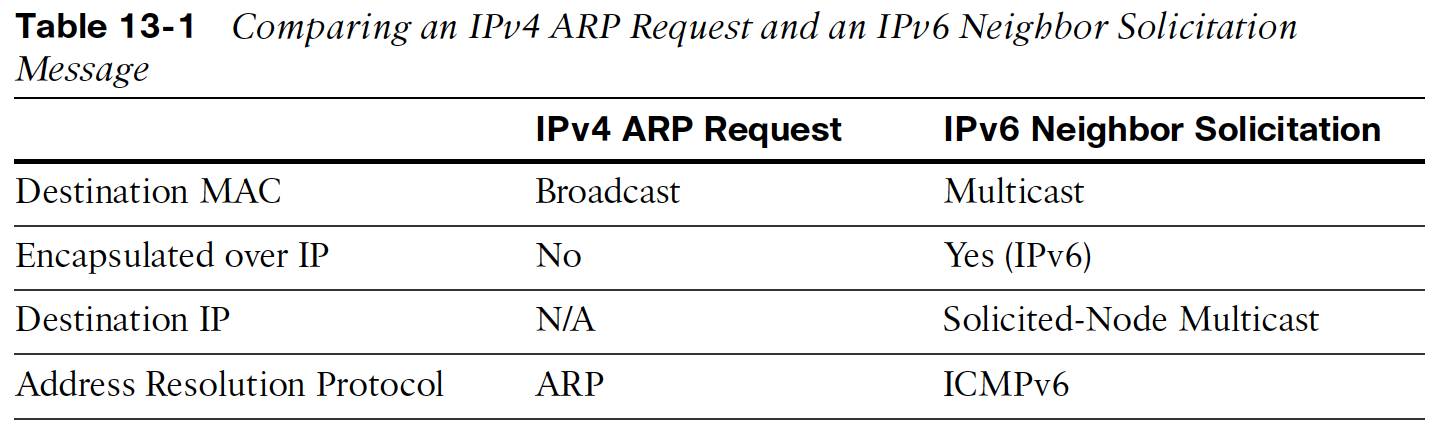 Table 13-1 Comparing an IPv4 ARP Request and an IPv6 Neighbor Solicitation
Message
IPv4 ARP Request IPv6 Neighbor Solicitation
Destination MAC Broadcast Multicast
Encapsulated over IP No Yes (IPv6)
Destination IP N/A Solicited-Node Multicast
Address Resolution Protocol ARP ICMPv6